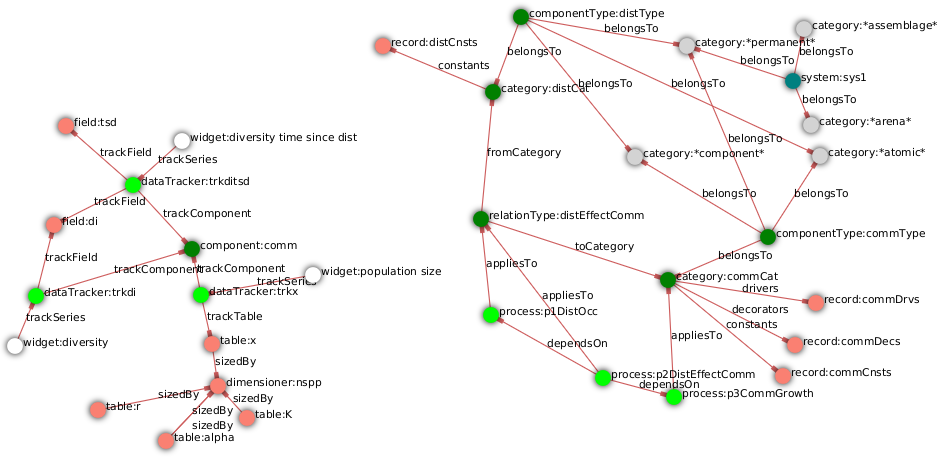 componentType:distType
category:*assemblage*
belongsTo
record:distCnsts
category:*permanent*
belongsTo
belongsTo
belongsTo
constants
system:sys1
belongsTo
belongsTo
category:distCat
belongsTo
field:tsd
category:*arena*
widget:diversity time since dist
belongsTo
trackField
fromCategory
category:*component*
category:*atomic*
trackSeries
dataTracker:trkditsd
belongsTo
belongsTo
trackField
trackComponent
relationType:distEffectComm
field:di
componentType:commType
component:comm
toCategory
trackField
belongsTo
appliesTo
trackComponent
trackComponent
widget:population size
category:commCat
trackSeries
drivers
dataTracker:trkdi
dataTracker:trkx
appliesTo
record:commDrvs
decorators
trackSeries
trackTable
process:p1DistOcc
constants
appliesTo
widget:diversity
table:x
dependsOn
record:commDecs
sizedBy
process:p2DistEffectComm
record:commCnsts
dimensioner:nspp
dependsOn
process:p3CommGrowth
sizedBy
sizedBy
table:r
sizedBy
table:K
sizedBy
table:alpha